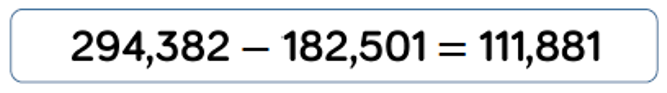 294,382 – 182,501 = 111,881